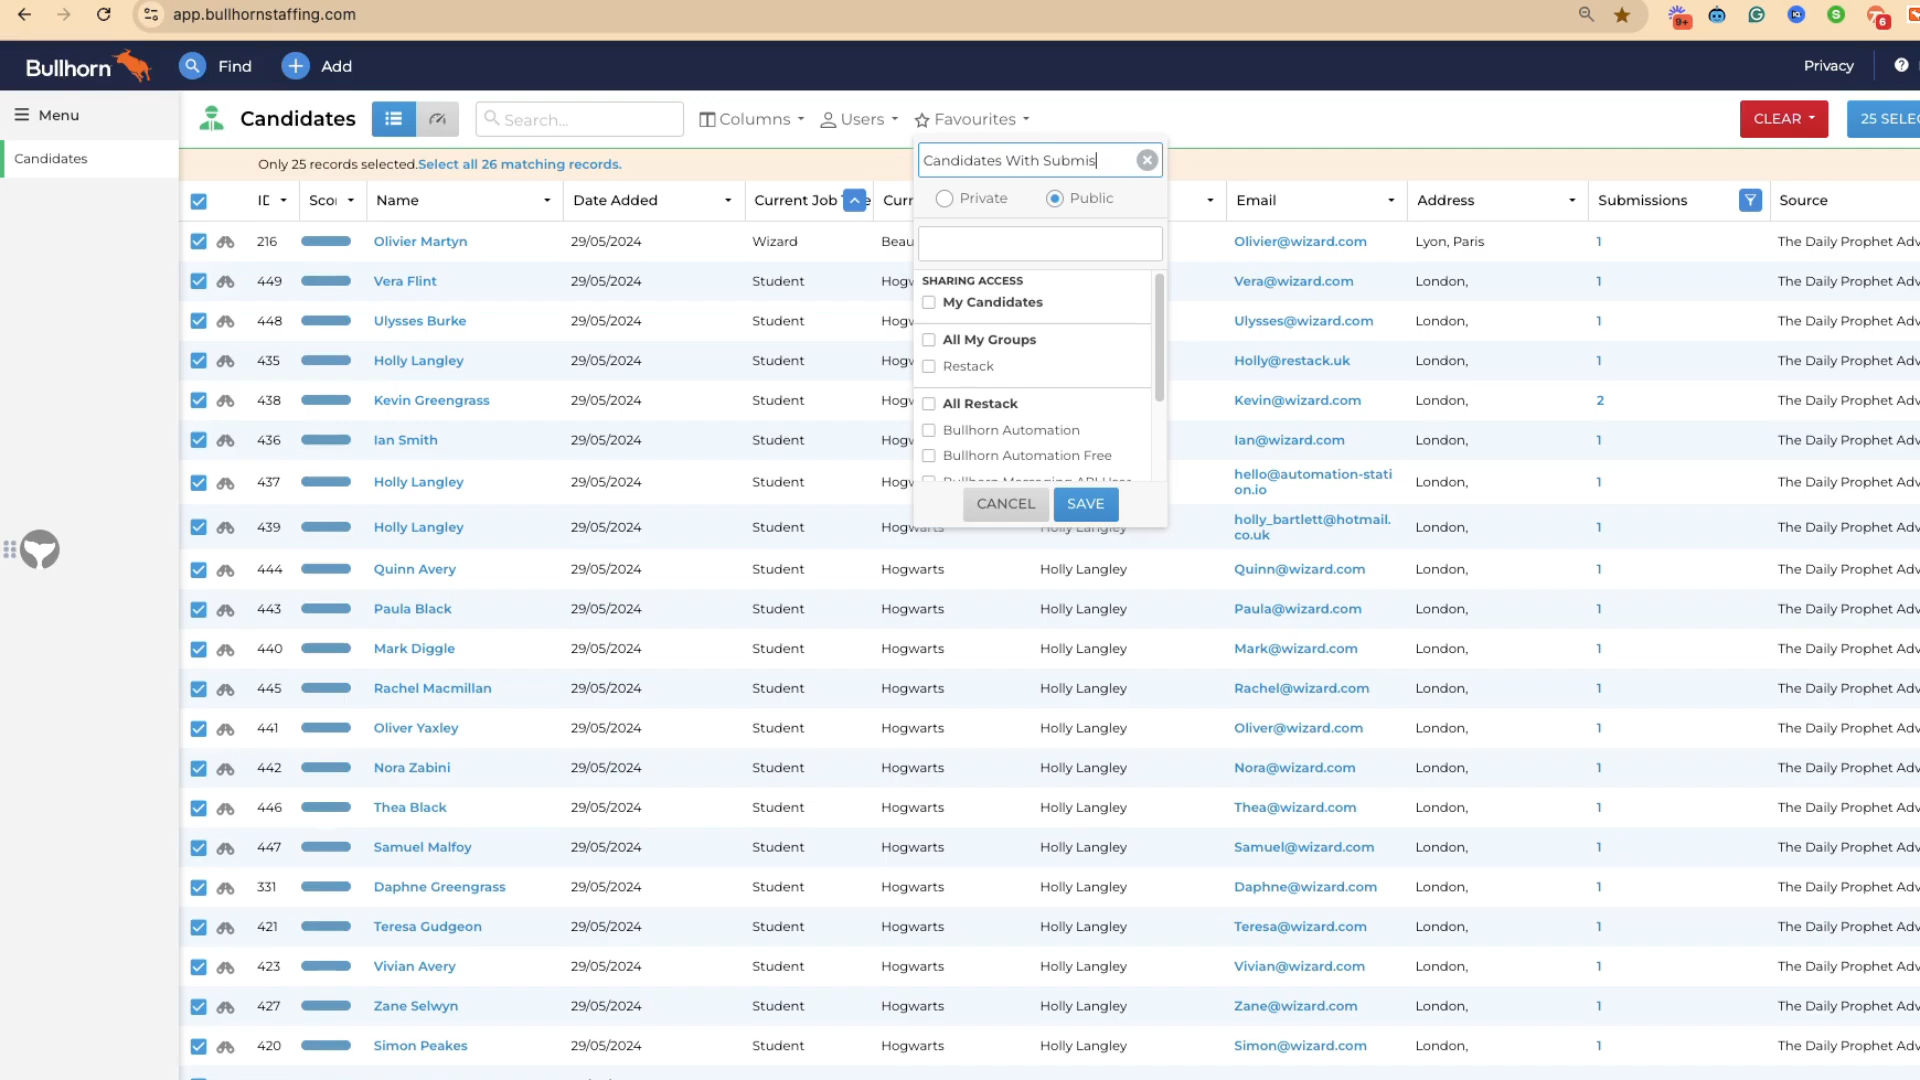 app.bullhornstaffing.com
9+
6
Bullhorn
Find
Add
Privacy
Menu
Candidates
Candidates
Search...
Columns
Users
Favourites
CLEAR
25 SELEC
Only 25 records selected.Select all 26 matching records.
Candidates With Submis
Private
Public
SHARING ACCESS
My Candidates
All My Groups
Restack
All Restack
Bullhorn Automation
Bullhorn Automation Free
Bullhorn Messaging API User
CANCEL
SAVE
ID Scor Name Date Added Current Job T Curr Email Address Submissions Source
216 Olivier Martyn 29/05/2024 Wizard Beau Olivier@wizard.com Lyon, Paris 1 The Daily Prophet Adv
449 Vera Flint 29/05/2024 Student Hogw Vera@wizard.com London, 1 The Daily Prophet Adv
448 Ulysses Burke 29/05/2024 Student Hogw Ulysses@wizard.com London, 1 The Daily Prophet Adv
435 Holly Langley 29/05/2024 Student Hogw Holly@restack.uk London, 1 The Daily Prophet Adv
438 Kevin Greengrass 29/05/2024 Student Hogw Kevin@wizard.com London, 2 The Daily Prophet Adv
436 Ian Smith 29/05/2024 Student Hogw Ian@wizard.com London, 1 The Daily Prophet Adv
437 Holly Langley 29/05/2024 Student Hogw hello@automation-stati
on.io London, 1 The Daily Prophet Adv
439 Holly Langley 29/05/2024 Student Hogwarts Holly Langley holly_bartlett@hotmail.
co.uk London, 1 The Daily Prophet Adv
444 Quinn Avery 29/05/2024 Student Hogwarts Holly Langley Quinn@wizard.com London, 1 The Daily Prophet Adv
443 Paula Black 29/05/2024 Student Hogwarts Holly Langley Paula@wizard.com London, 1 The Daily Prophet Adv
440 Mark Diggle 29/05/2024 Student Hogwarts Holly Langley Mark@wizard.com London, 1 The Daily Prophet Adv
445 Rachel Macmillan 29/05/2024 Student Hogwarts Holly Langley Rachel@wizard.com London, 1 The Daily Prophet Adv
441 Oliver Yaxley 29/05/2024 Student Hogwarts Holly Langley Oliver@wizard.com London, 1 The Daily Prophet Adv
442 Nora Zabini 29/05/2024 Student Hogwarts Holly Langley Nora@wizard.com London, 1 The Daily Prophet Adv
446 Thea Black 29/05/2024 Student Hogwarts Holly Langley Thea@wizard.com London, 1 The Daily Prophet Adv
447 Samuel Malfoy 29/05/2024 Student Hogwarts Holly Langley Samuel@wizard.com London, 1 The Daily Prophet Adv
331 Daphne Greengrass 29/05/2024 Student Hogwarts Holly Langley Daphne@wizard.com London, 1 The Daily Prophet Adv
421 Teresa Gudgeon 29/05/2024 Student Hogwarts Holly Langley Teresa@wizard.com London, 1 The Daily Prophet Adv
423 Vivian Avery 29/05/2024 Student Hogwarts Holly Langley Vivian@wizard.com London, 1 The Daily Prophet Adv
427 Zane Selwyn 29/05/2024 Student Hogwarts Holly Langley Zane@wizard.com London, 1 The Daily Prophet Adv
420 Simon Peakes 29/05/2024 Student Hogwarts Holly Langley Simon@wizard.com London, 1 The Daily Prophet Adv